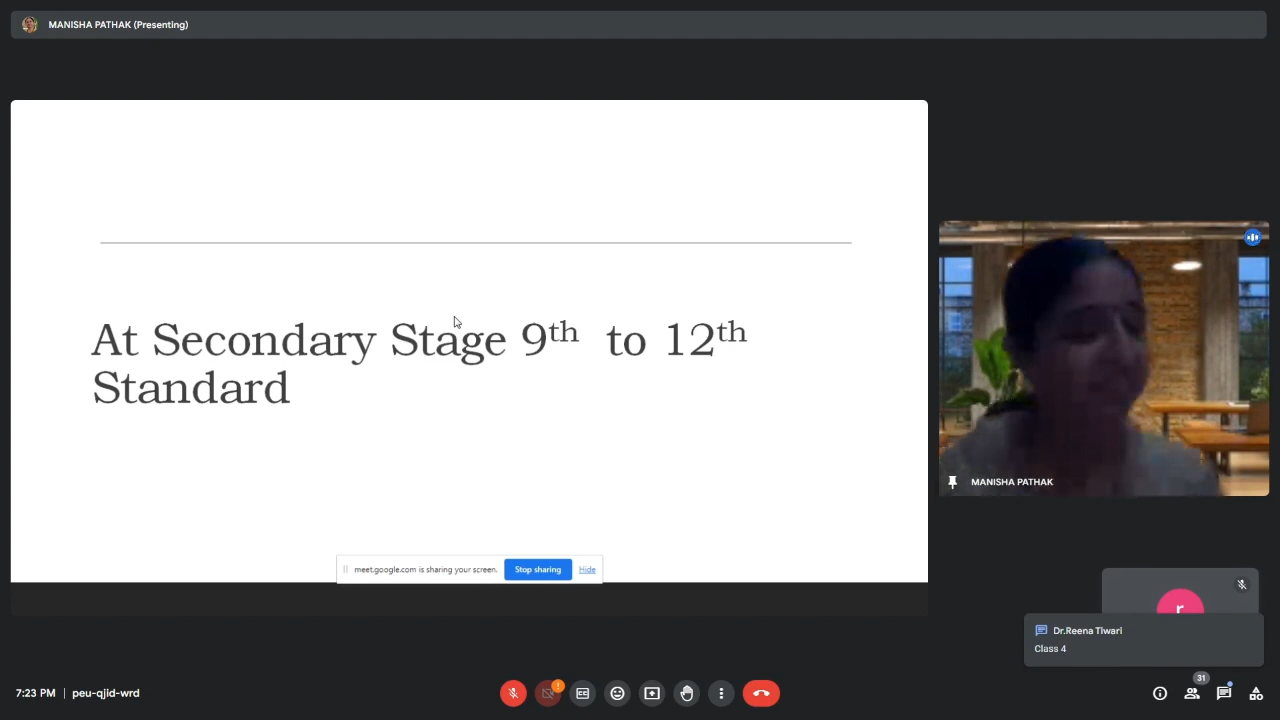 MANISHA PATHAK (Presenting)
At Secondary Stage 9th to 12th
Standard
MANISHA PATHAK
meet.google.com is sharing your screen.
Stop sharing
Hide
r
Dr.Reena Tiwari
Class 4
7:23 PM | peu-qjid-wrd
31